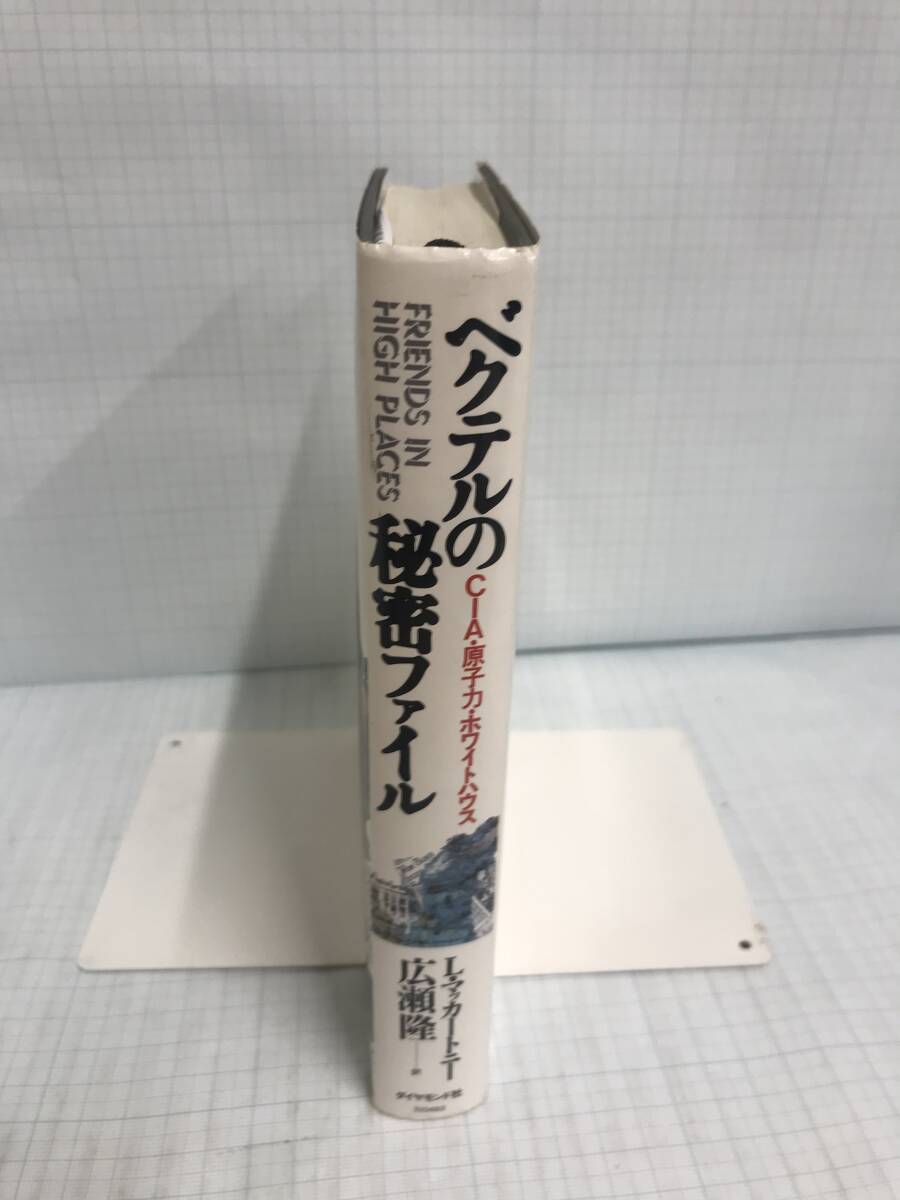 ベクテルの
秘密ファイル
FRIENDS IN
HIGH PLACES
CIA・原子力・ホワイトハウス
L・マッカートニー
広瀬隆―訳
ダイヤモンド社